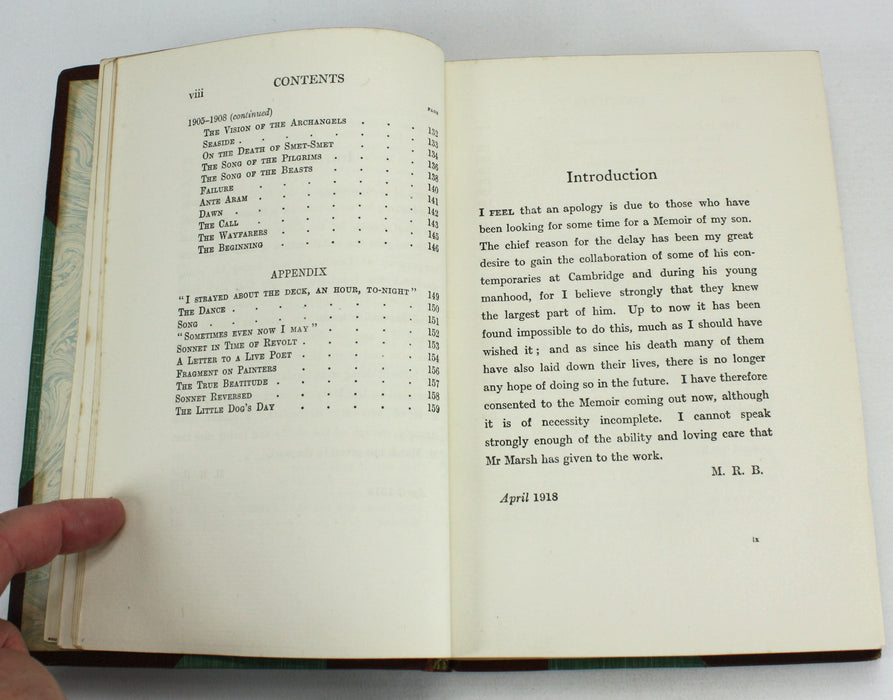 viii
CONTENTS
PAGE
1905–1908 (continued)
THE VISION OF THE ARCHANGELS . . . 132
SEASIDE . . . . . . . 133
ON THE DEATH OF SMET-SMET . . . 134
THE SONG OF THE PILGRIMS . . . . 136
THE SONG OF THE BEASTS . . . . 138
FAILURE . . . . . . 140
ANTE ARAM . . . . . . 141
DAWN . . . . . . . 142
THE CALL . . . . . . 143
THE WAYFARERS . . . . . 145
THE BEGINNING . . . . . 146
APPENDIX
"I STRAYED ABOUT THE DECK, AN HOUR, TO-NIGHT" 149
THE DANCE . . . . . . . 150
SONG . . . . . . . . 151
"SOMETIMES EVEN NOW I MAY" . . . . 152
SONNET IN TIME OF REVOLT . . . . . 153
A LETTER TO A LIVE POET . . . . . 154
FRAGMENT ON PAINTERS . . . . . 156
THE TRUE BEATITUDE . . . . . . 157
SONNET REVERSED . . . . . . 158
THE LITTLE DOG'S DAY . . . . . 159
Introduction
I FEEL that an apology is due to those who have
been looking for some time for a Memoir of my son.
The chief reason for the delay has been my great
desire to gain the collaboration of some of his con-
temporaries at Cambridge and during his young
manhood, for I believe strongly that they knew
the largest part of him. Up to now it has been
found impossible to do this, much as I should have
wished it; and as since his death many of them
have also laid down their lives, there is no longer
any hope of doing so in the future. I have therefore
consented to the Memoir coming out now, although
it is of necessity incomplete. I cannot speak
strongly enough of the ability and loving care that
Mr Marsh has given to the work.
M. R. B.
April 1918
ix